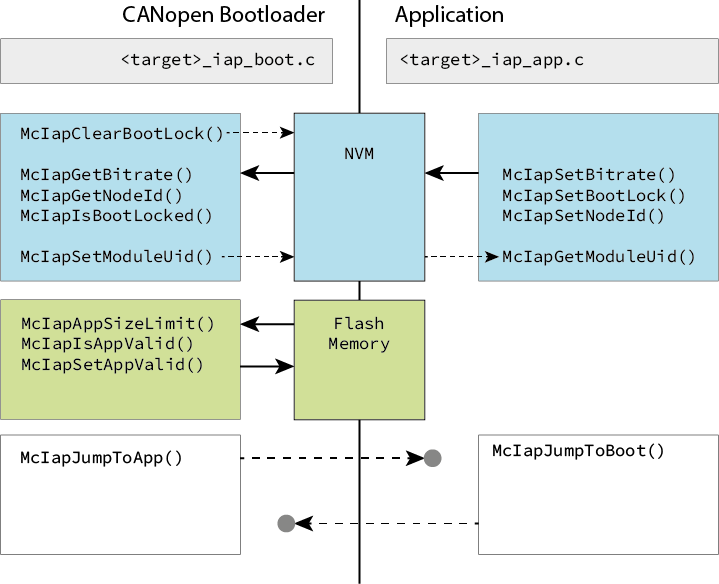 CANopen Bootloader
Application
<target>_iap_boot.c
<target>_iap_app.c
McIapClearBootLock()
McIapGetBitrate()
McIapGetNodeId()
McIapIsBootLocked()
McIapSetModuleUid()
NVM
McIapSetBitrate()
McIapSetBootLock()
McIapSetNodeId()
McIapGetModuleUid()
McIapAppSizeLimit()
McIapIsAppValid()
McIapSetAppValid()
Flash
Memory
McIapJumpToApp()
McIapJumpToBoot()